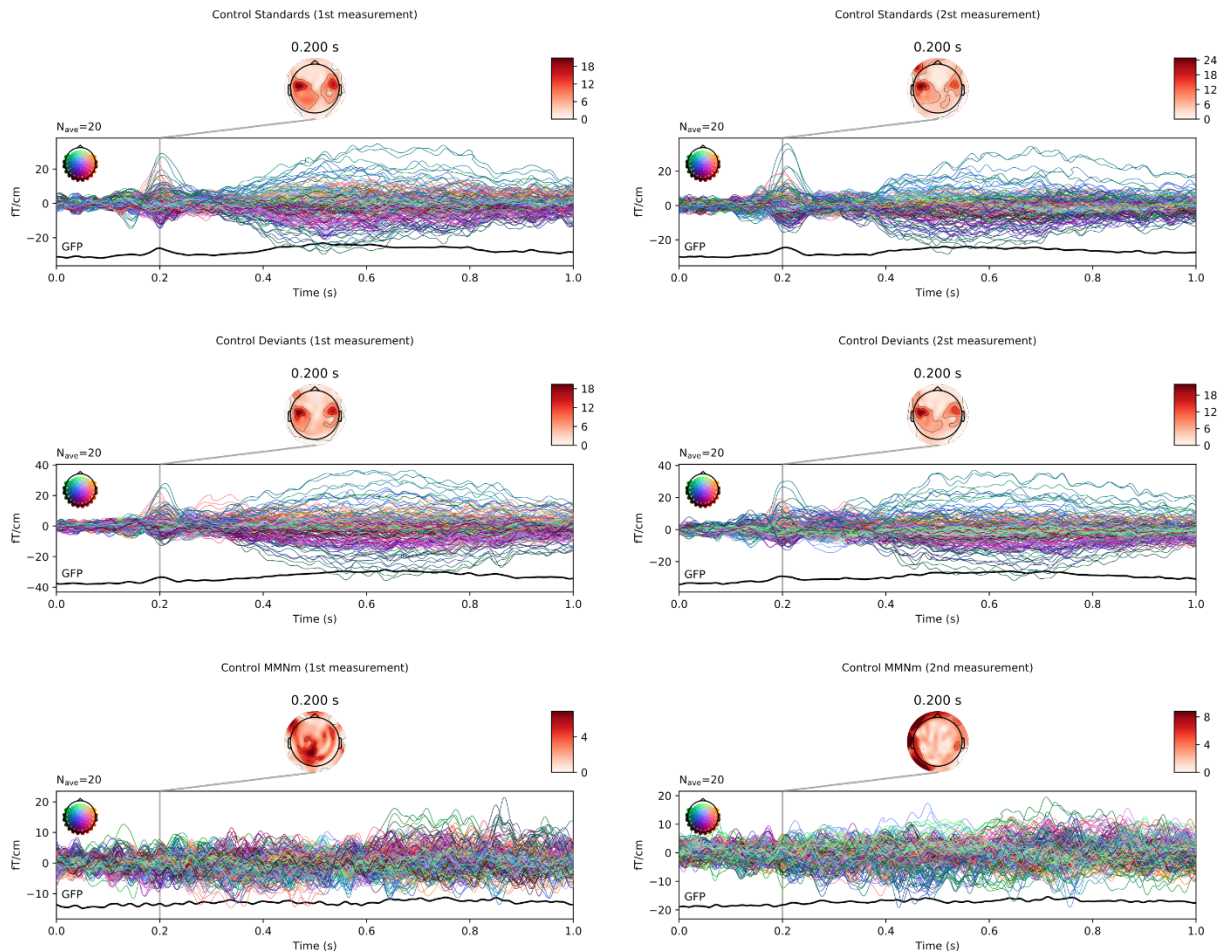 Control Standards (1st measurement)
0.200 s
18
12
6
0
N_ave=20
20
0
−20
fT/cm
GFP
0.0 0.2 0.4 0.6 0.8 1.0
Time (s)
Control Standards (2st measurement)
0.200 s
24
18
12
6
0
N_ave=20
20
0
−20
fT/cm
GFP
0.0 0.2 0.4 0.6 0.8 1.0
Time (s)
Control Deviants (1st measurement)
0.200 s
18
12
6
0
N_ave=20
40
20
0
−20
−40
fT/cm
GFP
0.0 0.2 0.4 0.6 0.8 1.0
Time (s)
Control Deviants (2st measurement)
0.200 s
18
12
6
0
N_ave=20
20
0
−20
fT/cm
GFP
0.0 0.2 0.4 0.6 0.8 1.0
Time (s)
Control MMNm (1st measurement)
0.200 s
4
0
N_ave=20
20
10
0
−10
fT/cm
GFP
0.0 0.2 0.4 0.6 0.8 1.0
Time (s)
Control MMNm (2nd measurement)
0.200 s
8
4
0
N_ave=20
20
10
0
−10
−20
fT/cm
GFP
0.0 0.2 0.4 0.6 0.8 1.0
Time (s)